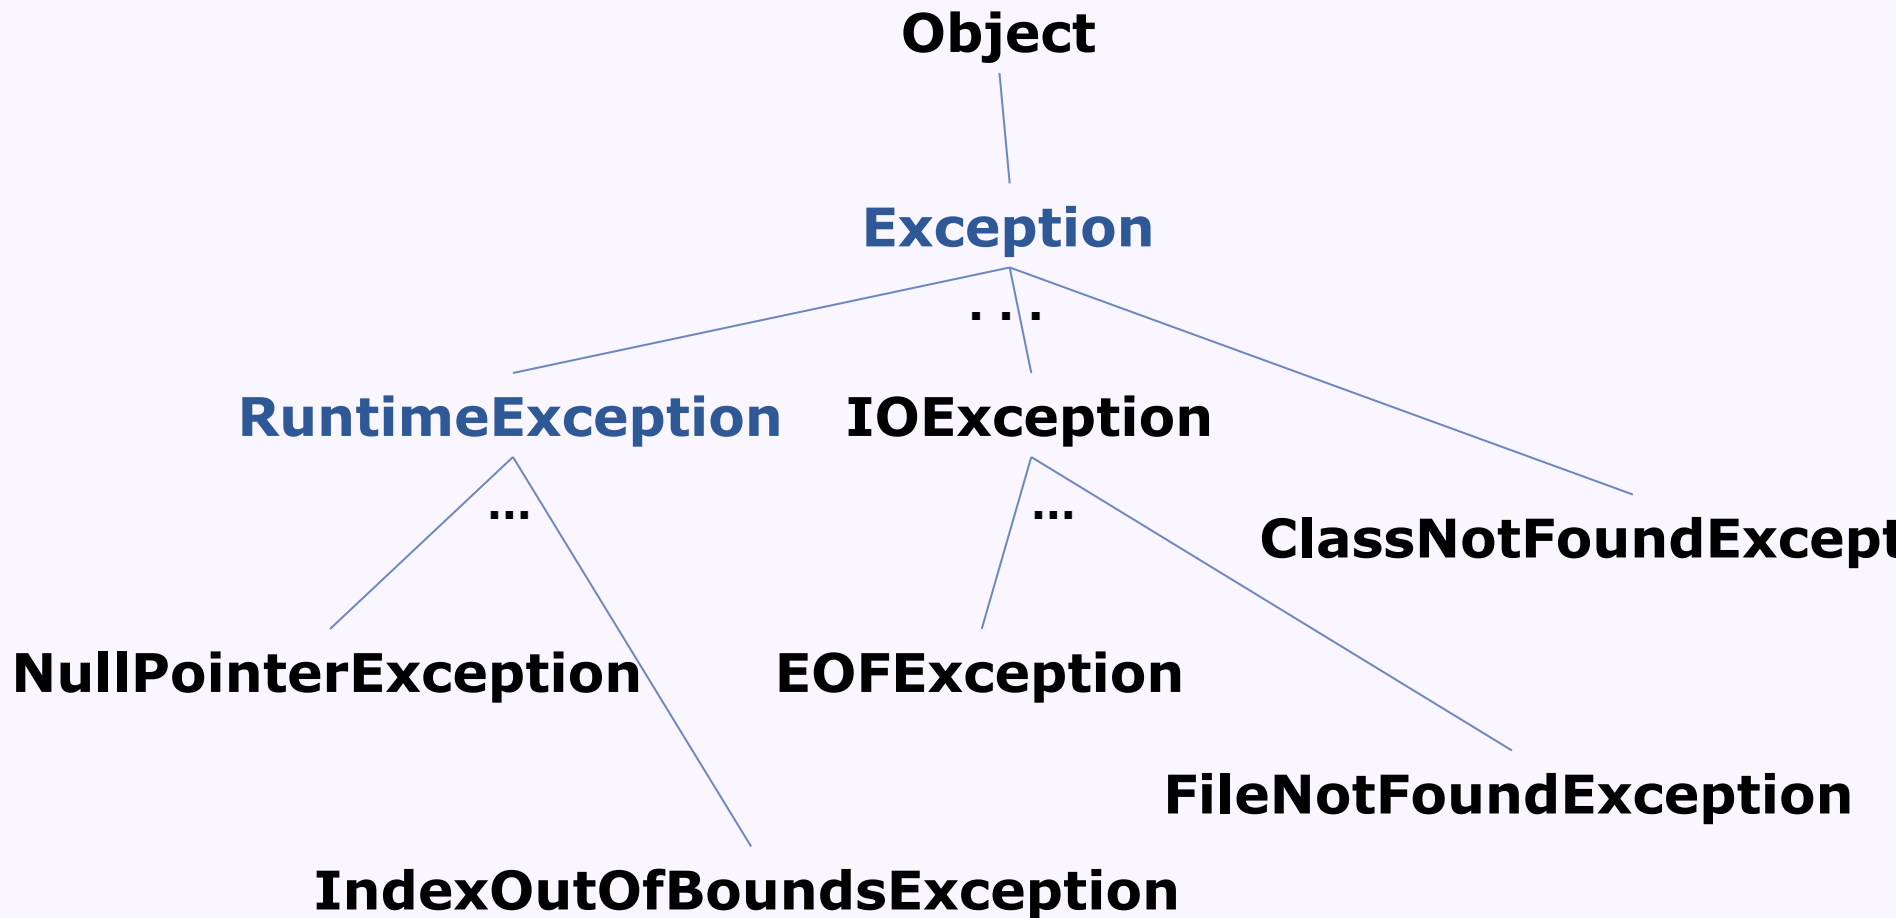 Object
Exception
. . .
RuntimeException
IOException
...
...
ClassNotFoundExcept
NullPointerException
EOFException
FileNotFoundException
IndexOutOfBoundsException